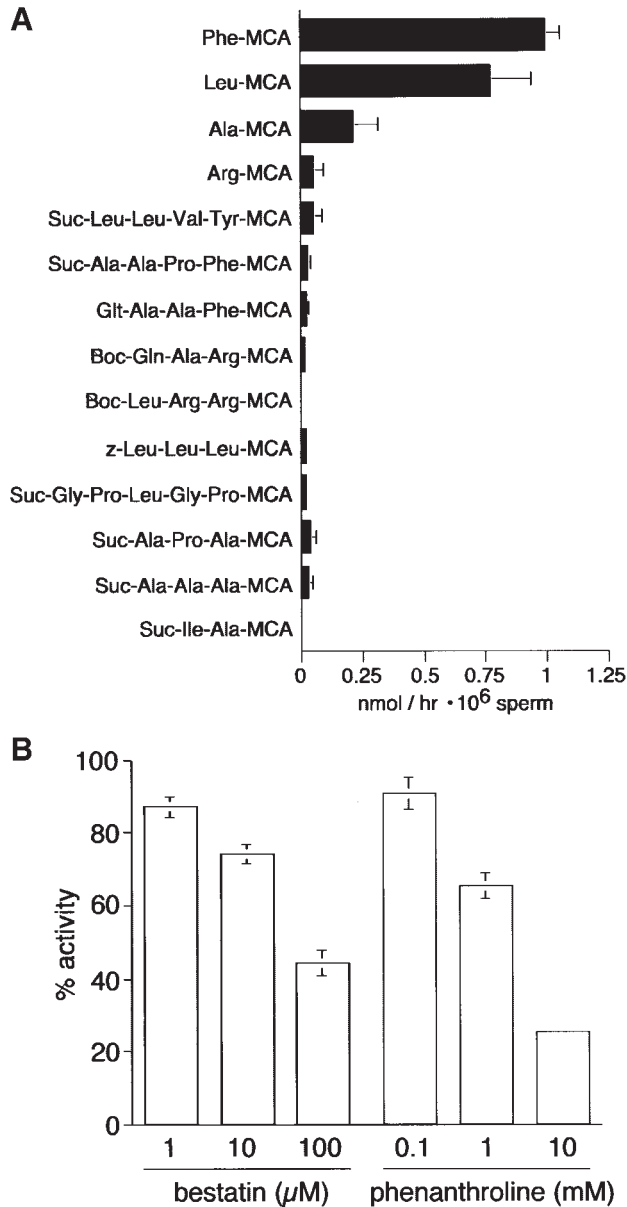 A
Phe-MCA
Leu-MCA
Ala-MCA
Arg-MCA
Suc-Leu-Leu-Val-Tyr-MCA
Suc-Ala-Ala-Pro-Phe-MCA
Glt-Ala-Ala-Phe-MCA
Boc-Gln-Ala-Arg-MCA
Boc-Leu-Arg-Arg-MCA
z-Leu-Leu-Leu-MCA
Suc-Gly-Pro-Leu-Gly-Pro-MCA
Suc-Ala-Pro-Ala-MCA
Suc-Ala-Ala-Ala-MCA
Suc-Ile-Ala-MCA
0 0.25 0.5 0.75 1 1.25
nmol / hr •10⁶ sperm
B
100
80
60
40
20
0
% activity
1 10 100 0.1 1 10
bestatin (µM) phenanthroline (mM)